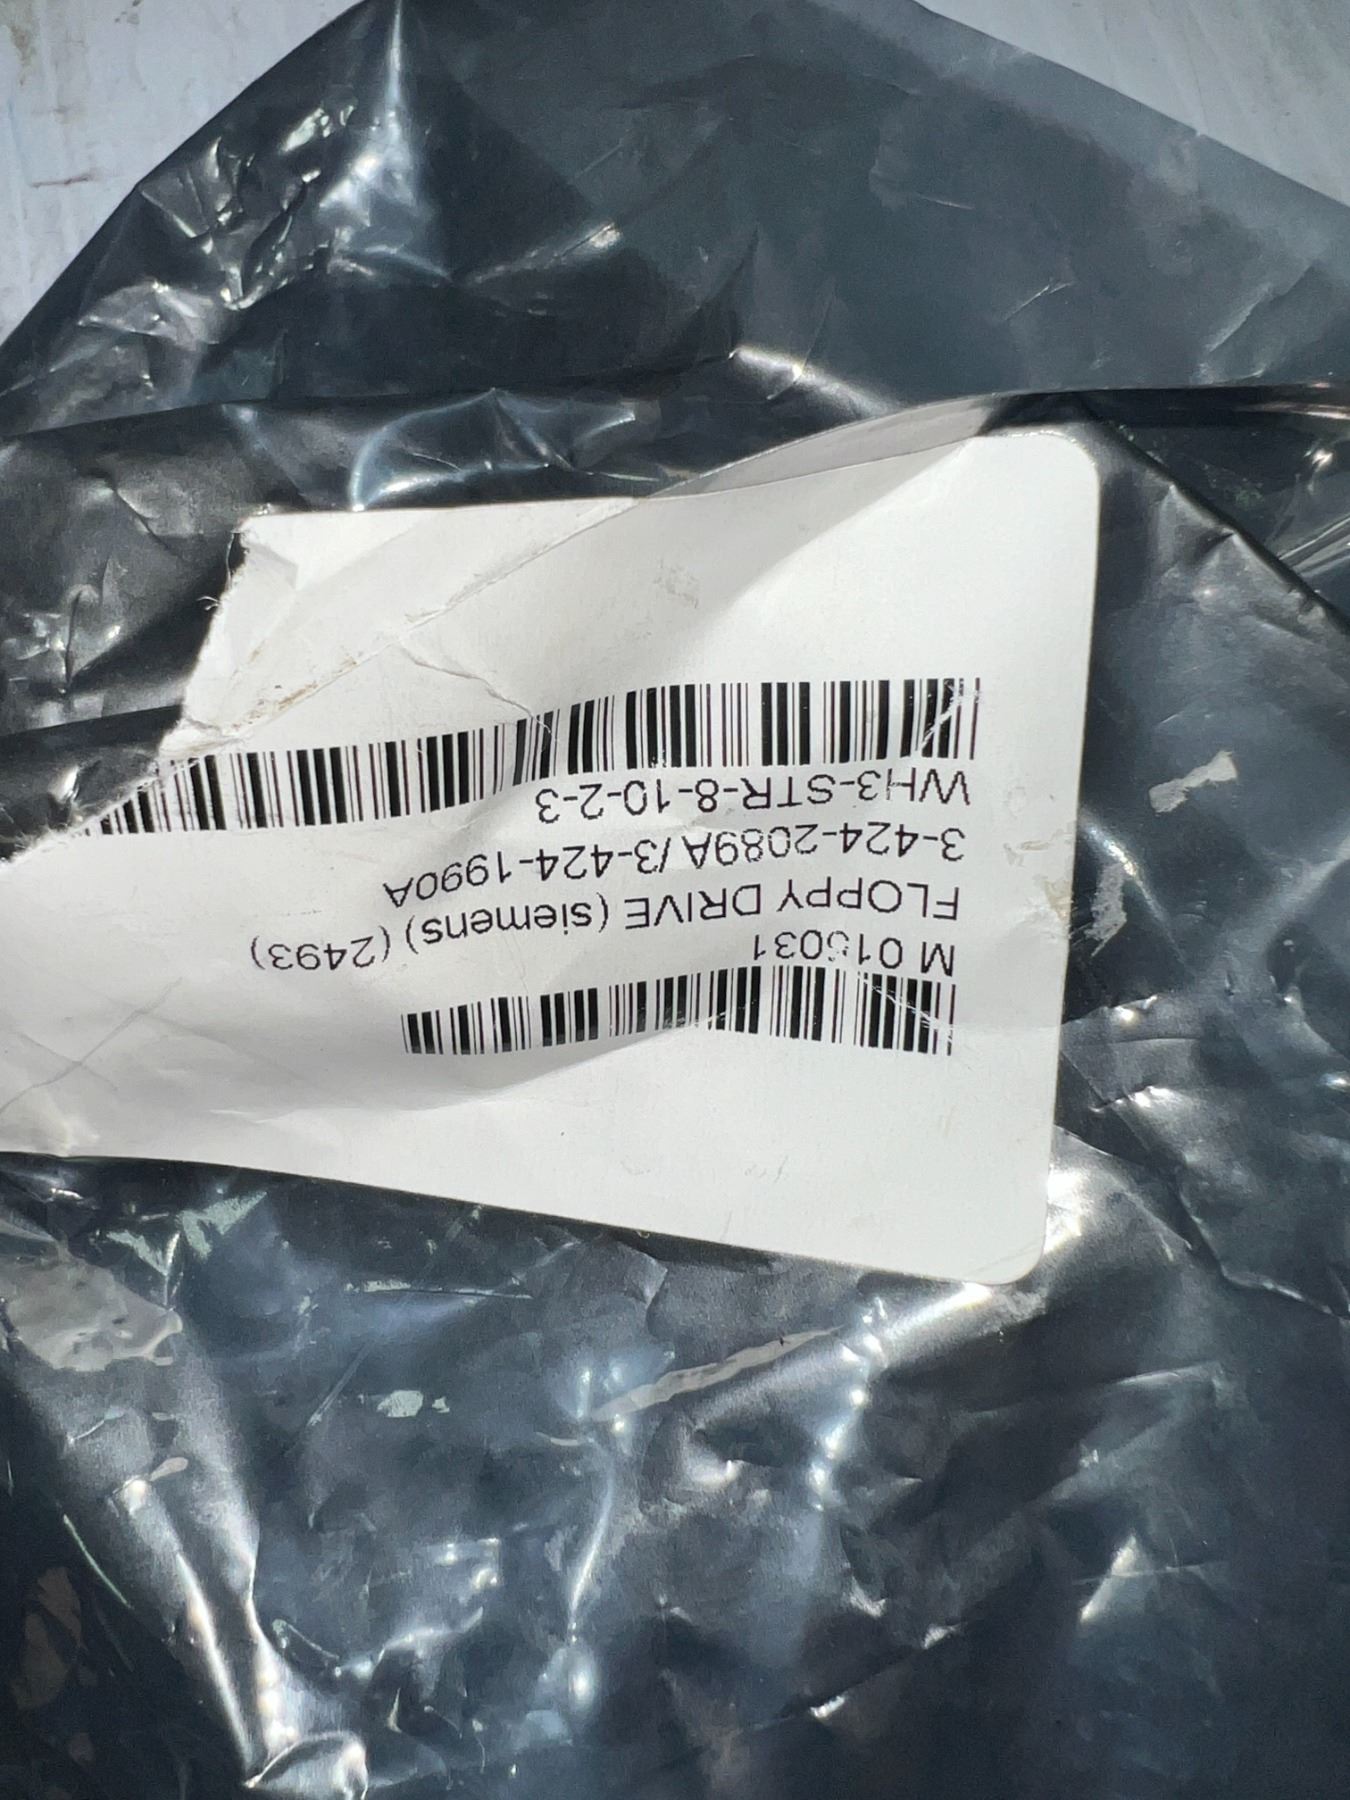 M 015031
FLOPPY DRIVE (siemens) (2493)
3-424-2089A /3-424-1990A
WH3-STR-8-10-2-3